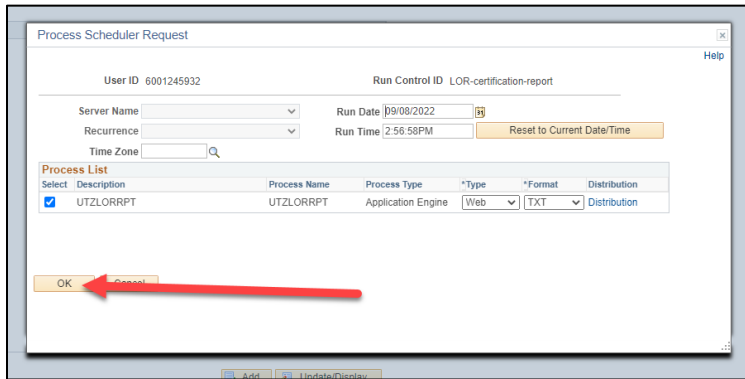 Process Scheduler Request
Help
User ID 6001245932 Run Control ID LOR-certification-report
Server Name Run Date 09/08/2022
Recurrence Run Time 2:56:58PM Reset to Current Date/Time
Time Zone
Process List
Select Description Process Name Process Type *Type *Format Distribution
UTZLORRPT UTZLORRPT Application Engine Web TXT Distribution
OK Cancel
Add Update/Display